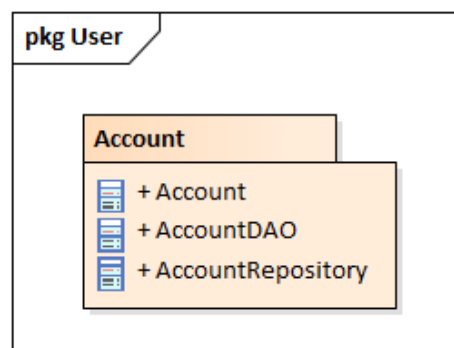 pkg User
Account
+ Account
+ AccountDAO
+ AccountRepository